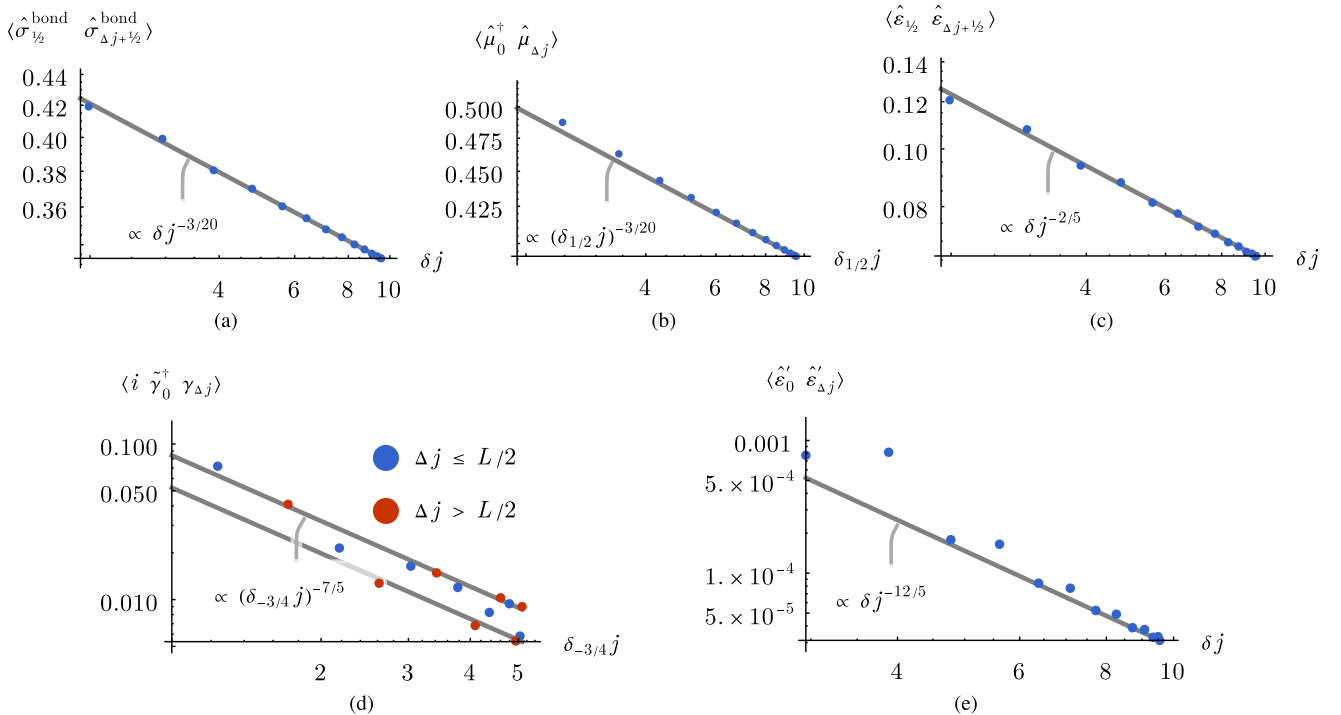 ⟨σ̂^bond_½ σ̂^bond_Δj+½⟩
0.44
0.42
0.40
0.38
0.36
∝ δj^−3/20
4 6 8 10
δj
(a)
⟨μ̂†_0 μ̂_Δj⟩
0.500
0.475
0.450
0.425
∝ (δ_1/2 j)^−3/20
4 6 8 10
δ_1/2 j
(b)
⟨ε̂_½ ε̂_Δj+½⟩
0.14
0.12
0.10
0.08
∝ δj^−2/5
4 6 8 10
δj
(c)
⟨i γ̃†_0 γ_Δj⟩
0.100
0.050
0.010
Δj ≤ L/2
Δj > L/2
∝ (δ_−3/4 j)^−7/5
2 3 4 5
δ_−3/4 j
(d)
⟨ε̂′_0 ε̂′_Δj⟩
0.001
5. × 10^−4
1. × 10^−4
5. × 10^−5
∝ δj^−12/5
4 6 8 10
δj
(e)